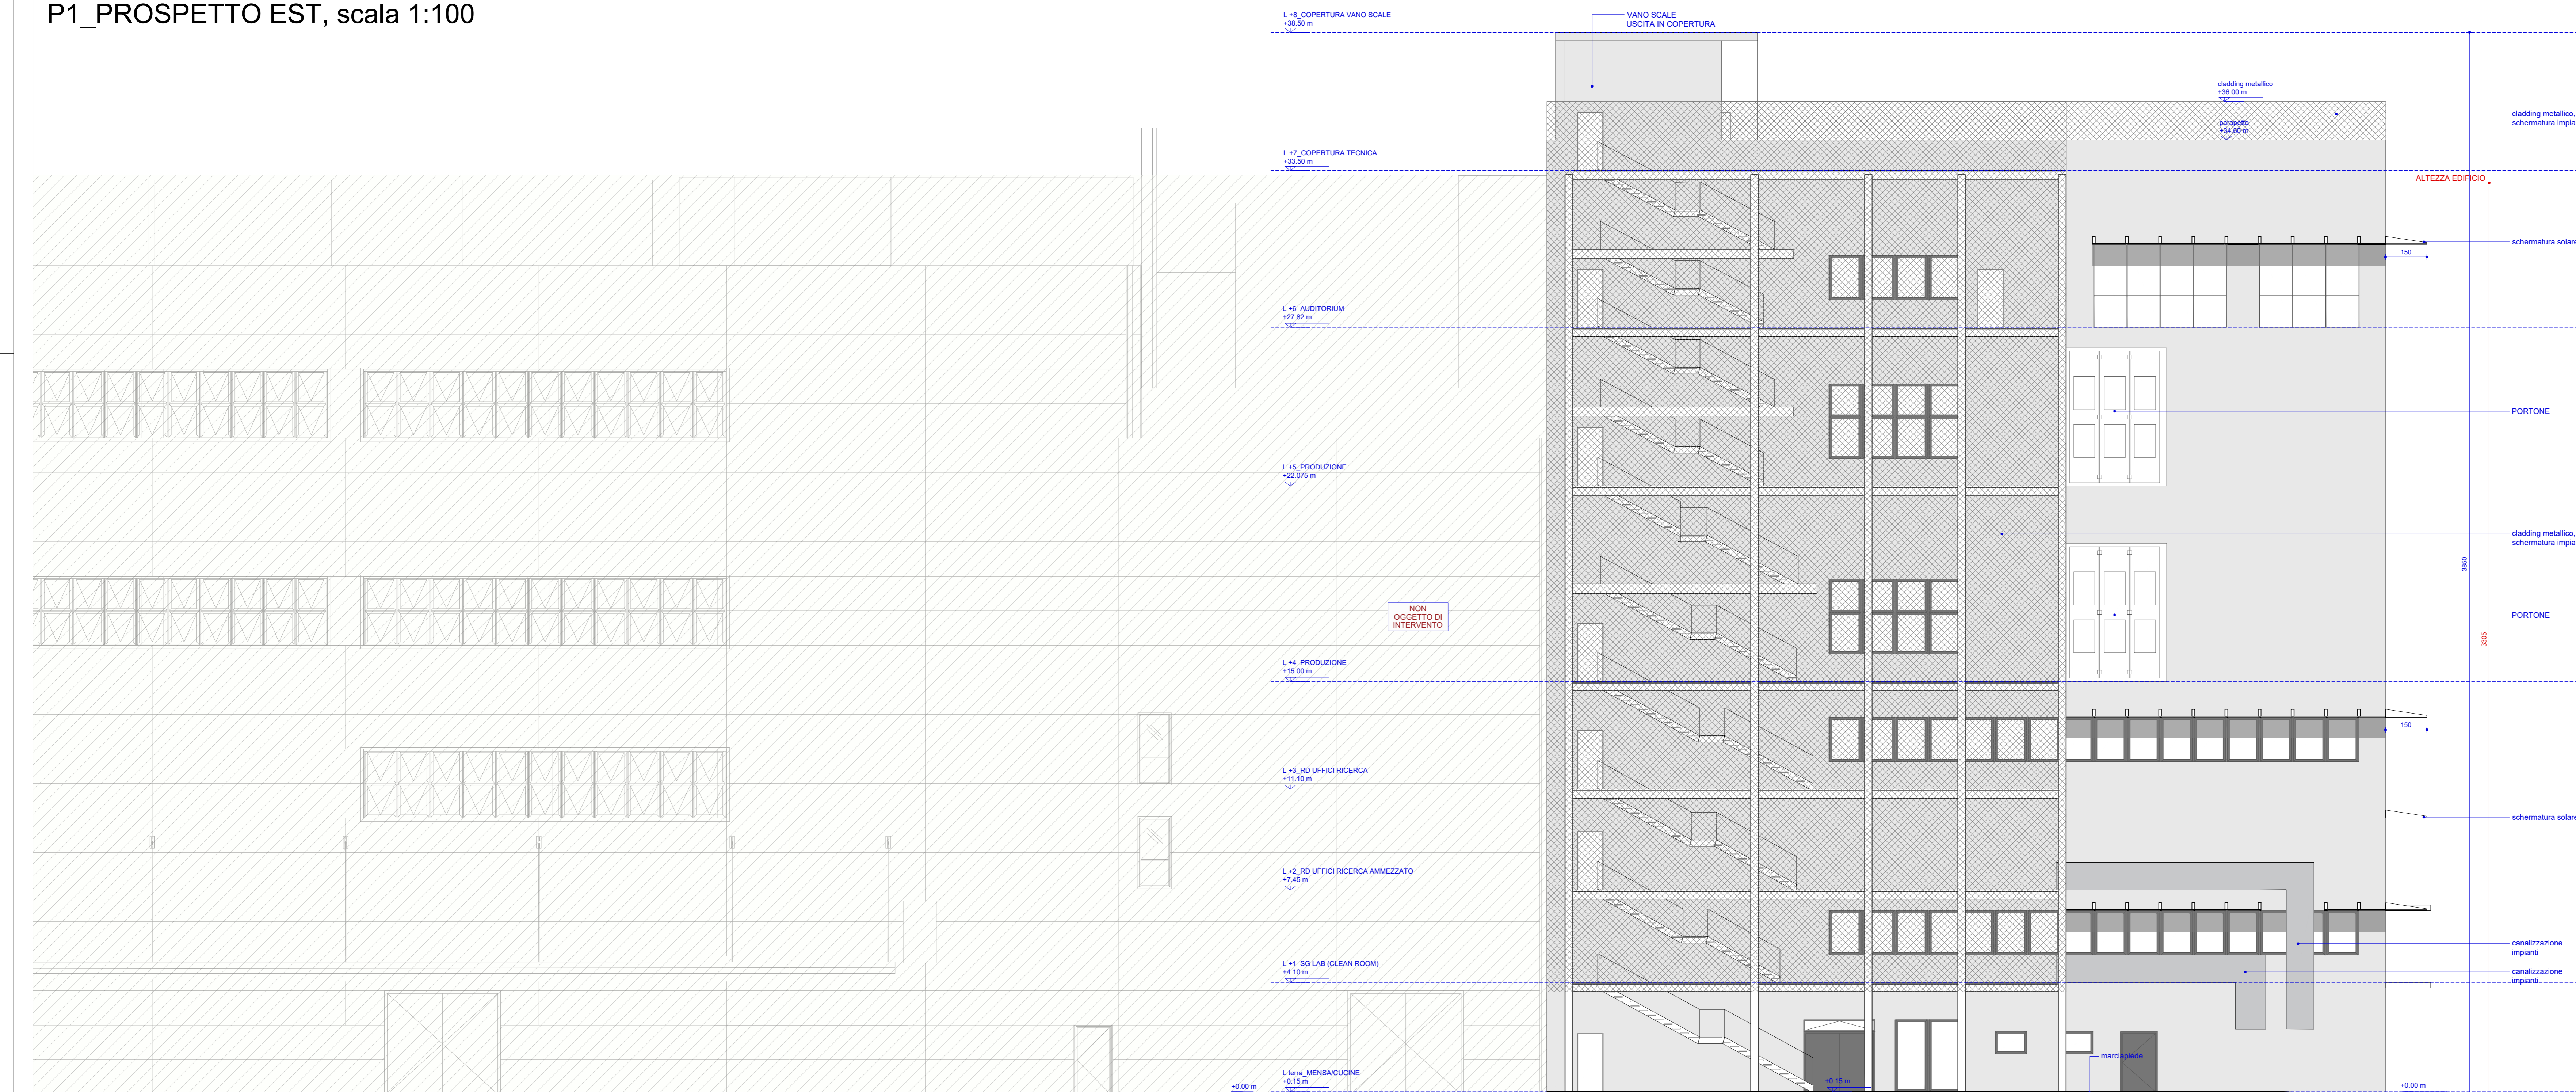 P1_PROSPETTO EST, scala 1:100
L +8_COPERTURA VANO SCALE
+38.50 m
VANO SCALE
USCITA IN COPERTURA
cladding metallico
+36.00 m
cladding metallico,
schermatura impia
parapetto
+34.60 m
L +7_COPERTURA TECNICA
+33.50 m
ALTEZZA EDIFICIO
schermatura solare
150
L +6_AUDITORIUM
+27.82 m
PORTONE
L +5_PRODUZIONE
+22.075 m
cladding metallico,
schermatura impia
3850
NON
OGGETTO DI
INTERVENTO
PORTONE
3305
L +4_PRODUZIONE
+15.00 m
150
L +3_RD UFFICI RICERCA
+11.10 m
schermatura solare
L +2_RD UFFICI RICERCA AMMEZZATO
+7.45 m
canalizzazione
impianti
L +1_SG LAB (CLEAN ROOM)
+4.10 m
canalizzazione
impianti
marciapiede
L terra_MENSA/CUCINE
+0.15 m
+0.00 m
+0.15 m
+0.00 m